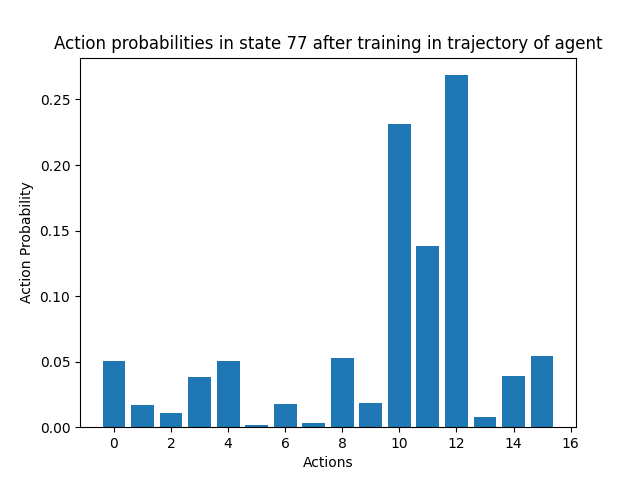 Action probabilities in state 77 after training in trajectory of agent
0.25
0.20
0.15
0.10
0.05
0.00
Action Probability
0 2 4 6 8 10 12 14 16
Actions